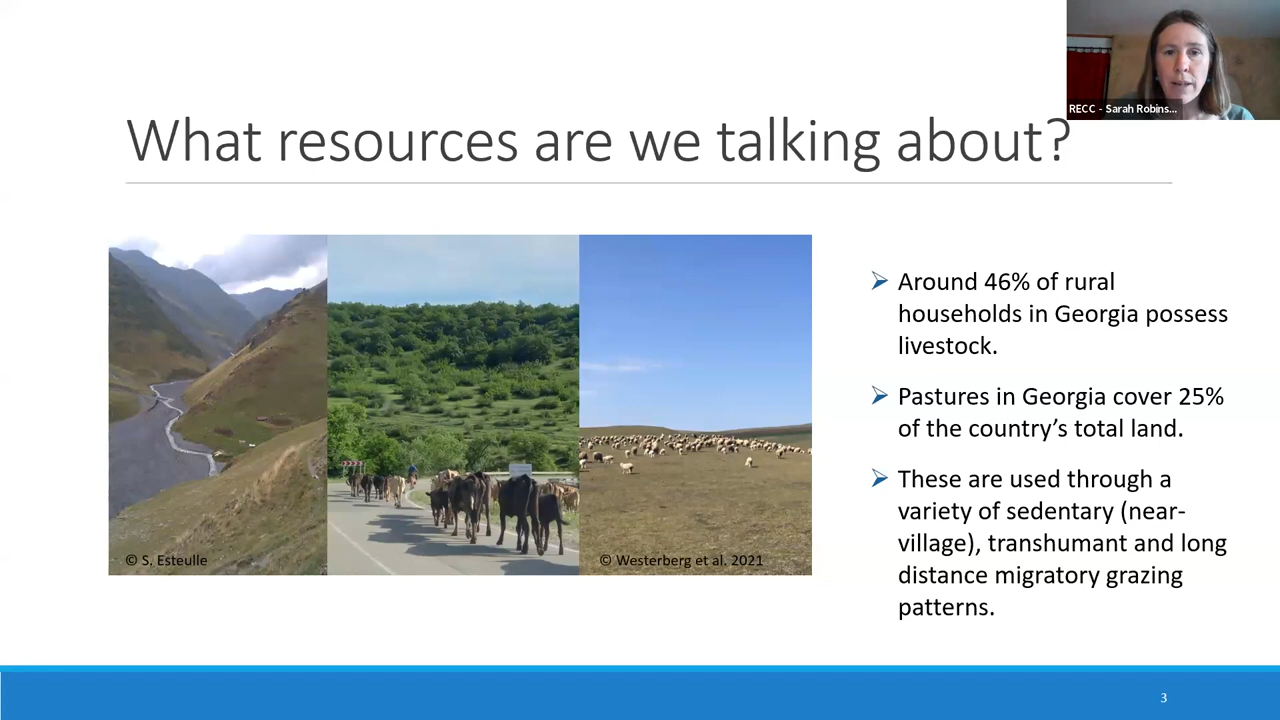 RECC - Sarah Robins...
What resources are we talking about?
Around 46% of rural
households in Georgia possess
livestock.
Pastures in Georgia cover 25%
of the country’s total land.
These are used through a
variety of sedentary (near-
village), transhumant and long
distance migratory grazing
patterns.
© S. Esteulle
© Westerberg et al. 2021
3